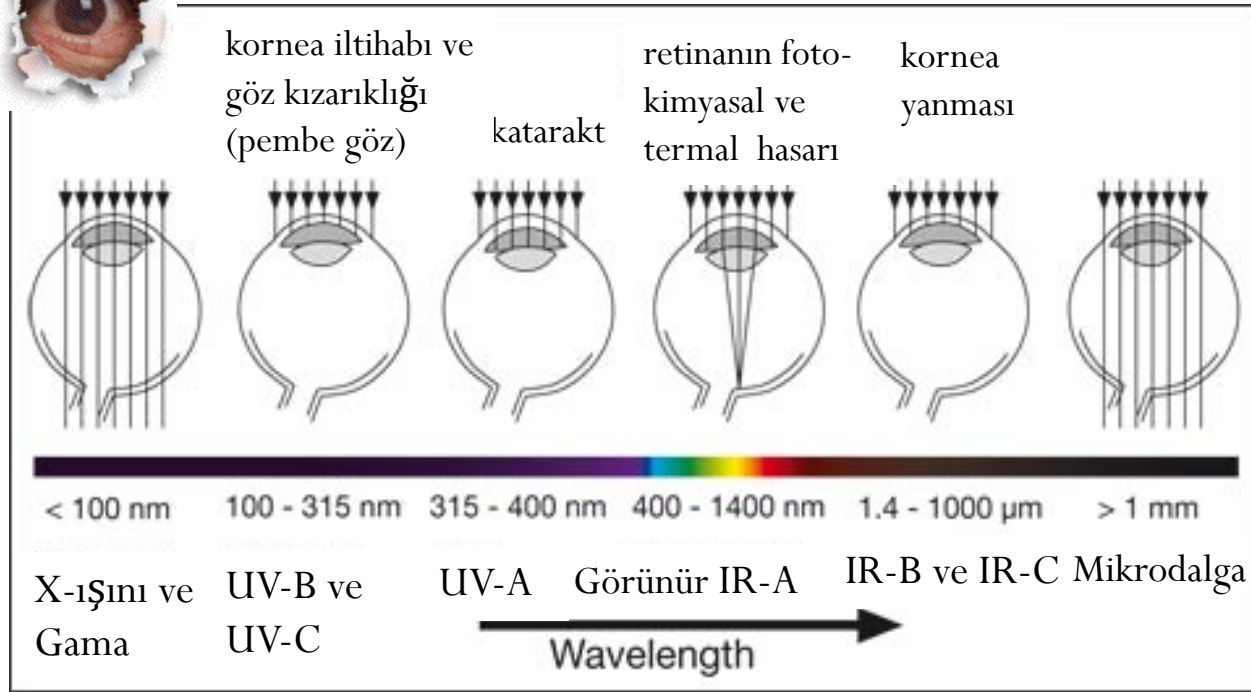 kornea iltihabı ve
göz kızarıklığı
(pembe göz)
katarakt
retinanın foto-
kimyasal ve
termal hasarı
kornea
yanması
< 100 nm
100 - 315 nm
315 - 400 nm
400 - 1400 nm
1.4 - 1000 µm
> 1 mm
X-ışını ve
Gama
UV-B ve
UV-C
UV-A
Görünür IR-A
IR-B ve IR-C
Mikrodalga
Wavelength